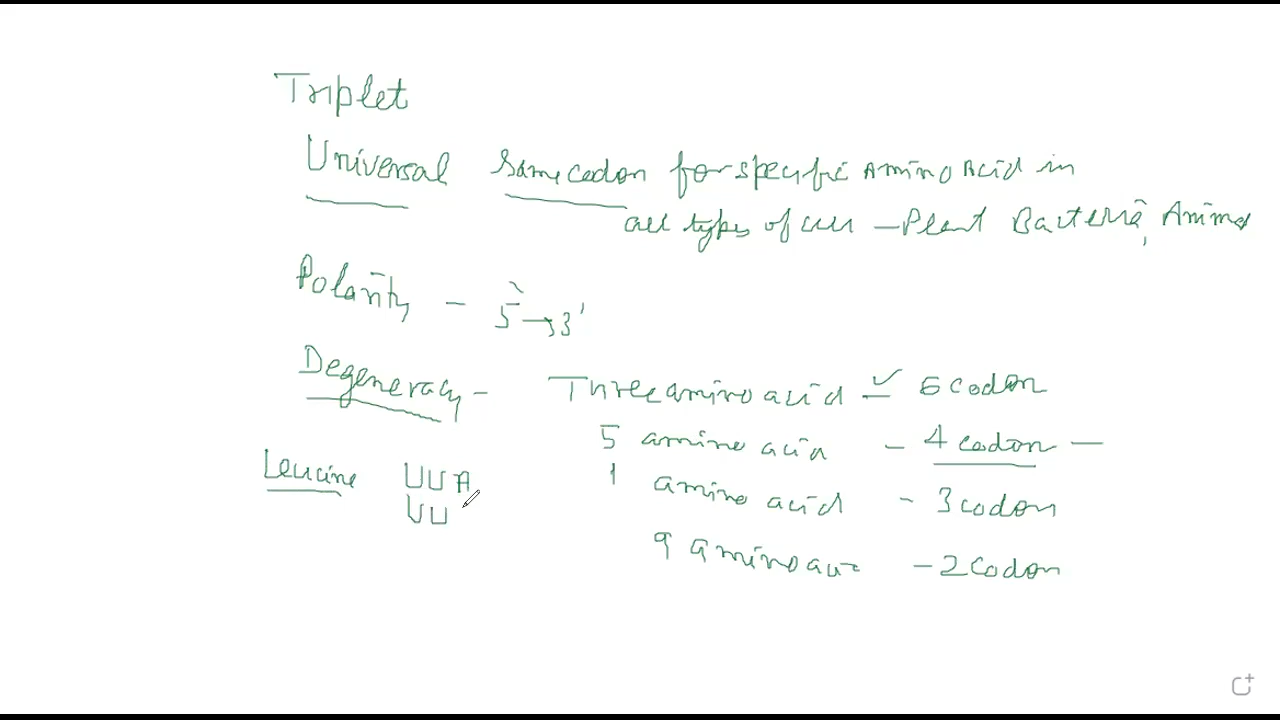 Triplet
Universal Same codon for specific Amino Acid in
all types of cell - Plant Bacteria, Anima
Polarity - 5' → 3'
Degeneracy - Three amino acid - 6 codon
5 amino acid - 4 codon -
1 amino acid - 3 codon
9 amino aci - 2 codon
Leucine UUA
UU